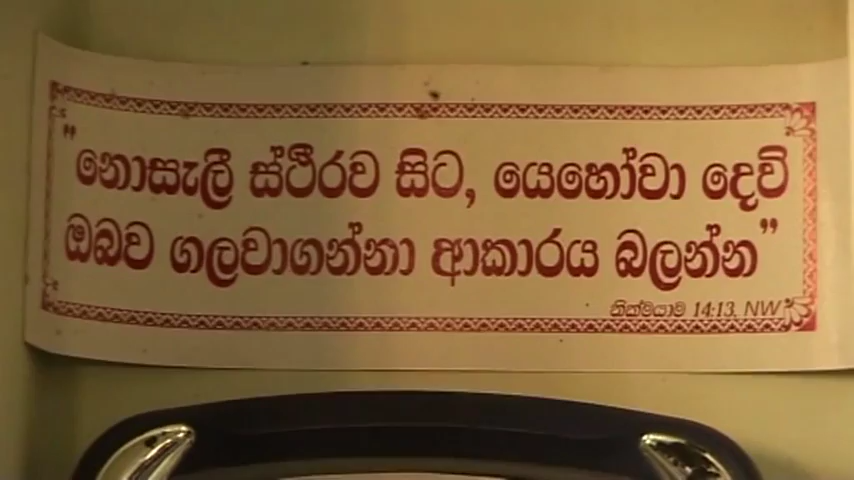 "නොසැලී ස්ථීරව සිට, යෙහෝවා දෙවි
ඔබව ගලවාගන්නා ආකාරය බලන්න"
නික්මයාම 14:13, NW